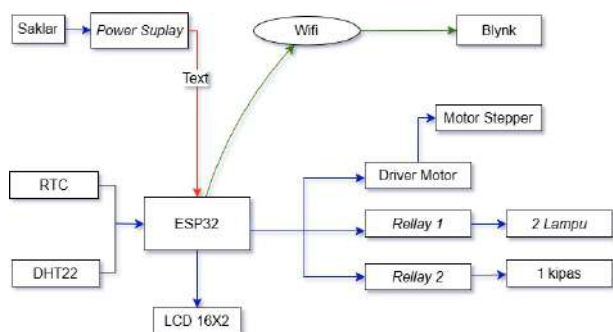 Saklar
Power Suplay
Wifi
Blynk
Text
Motor Stepper
RTC
Driver Motor
ESP32
Rellay 1
2 Lampu
DHT22
Rellay 2
1 kipas
LCD 16X2